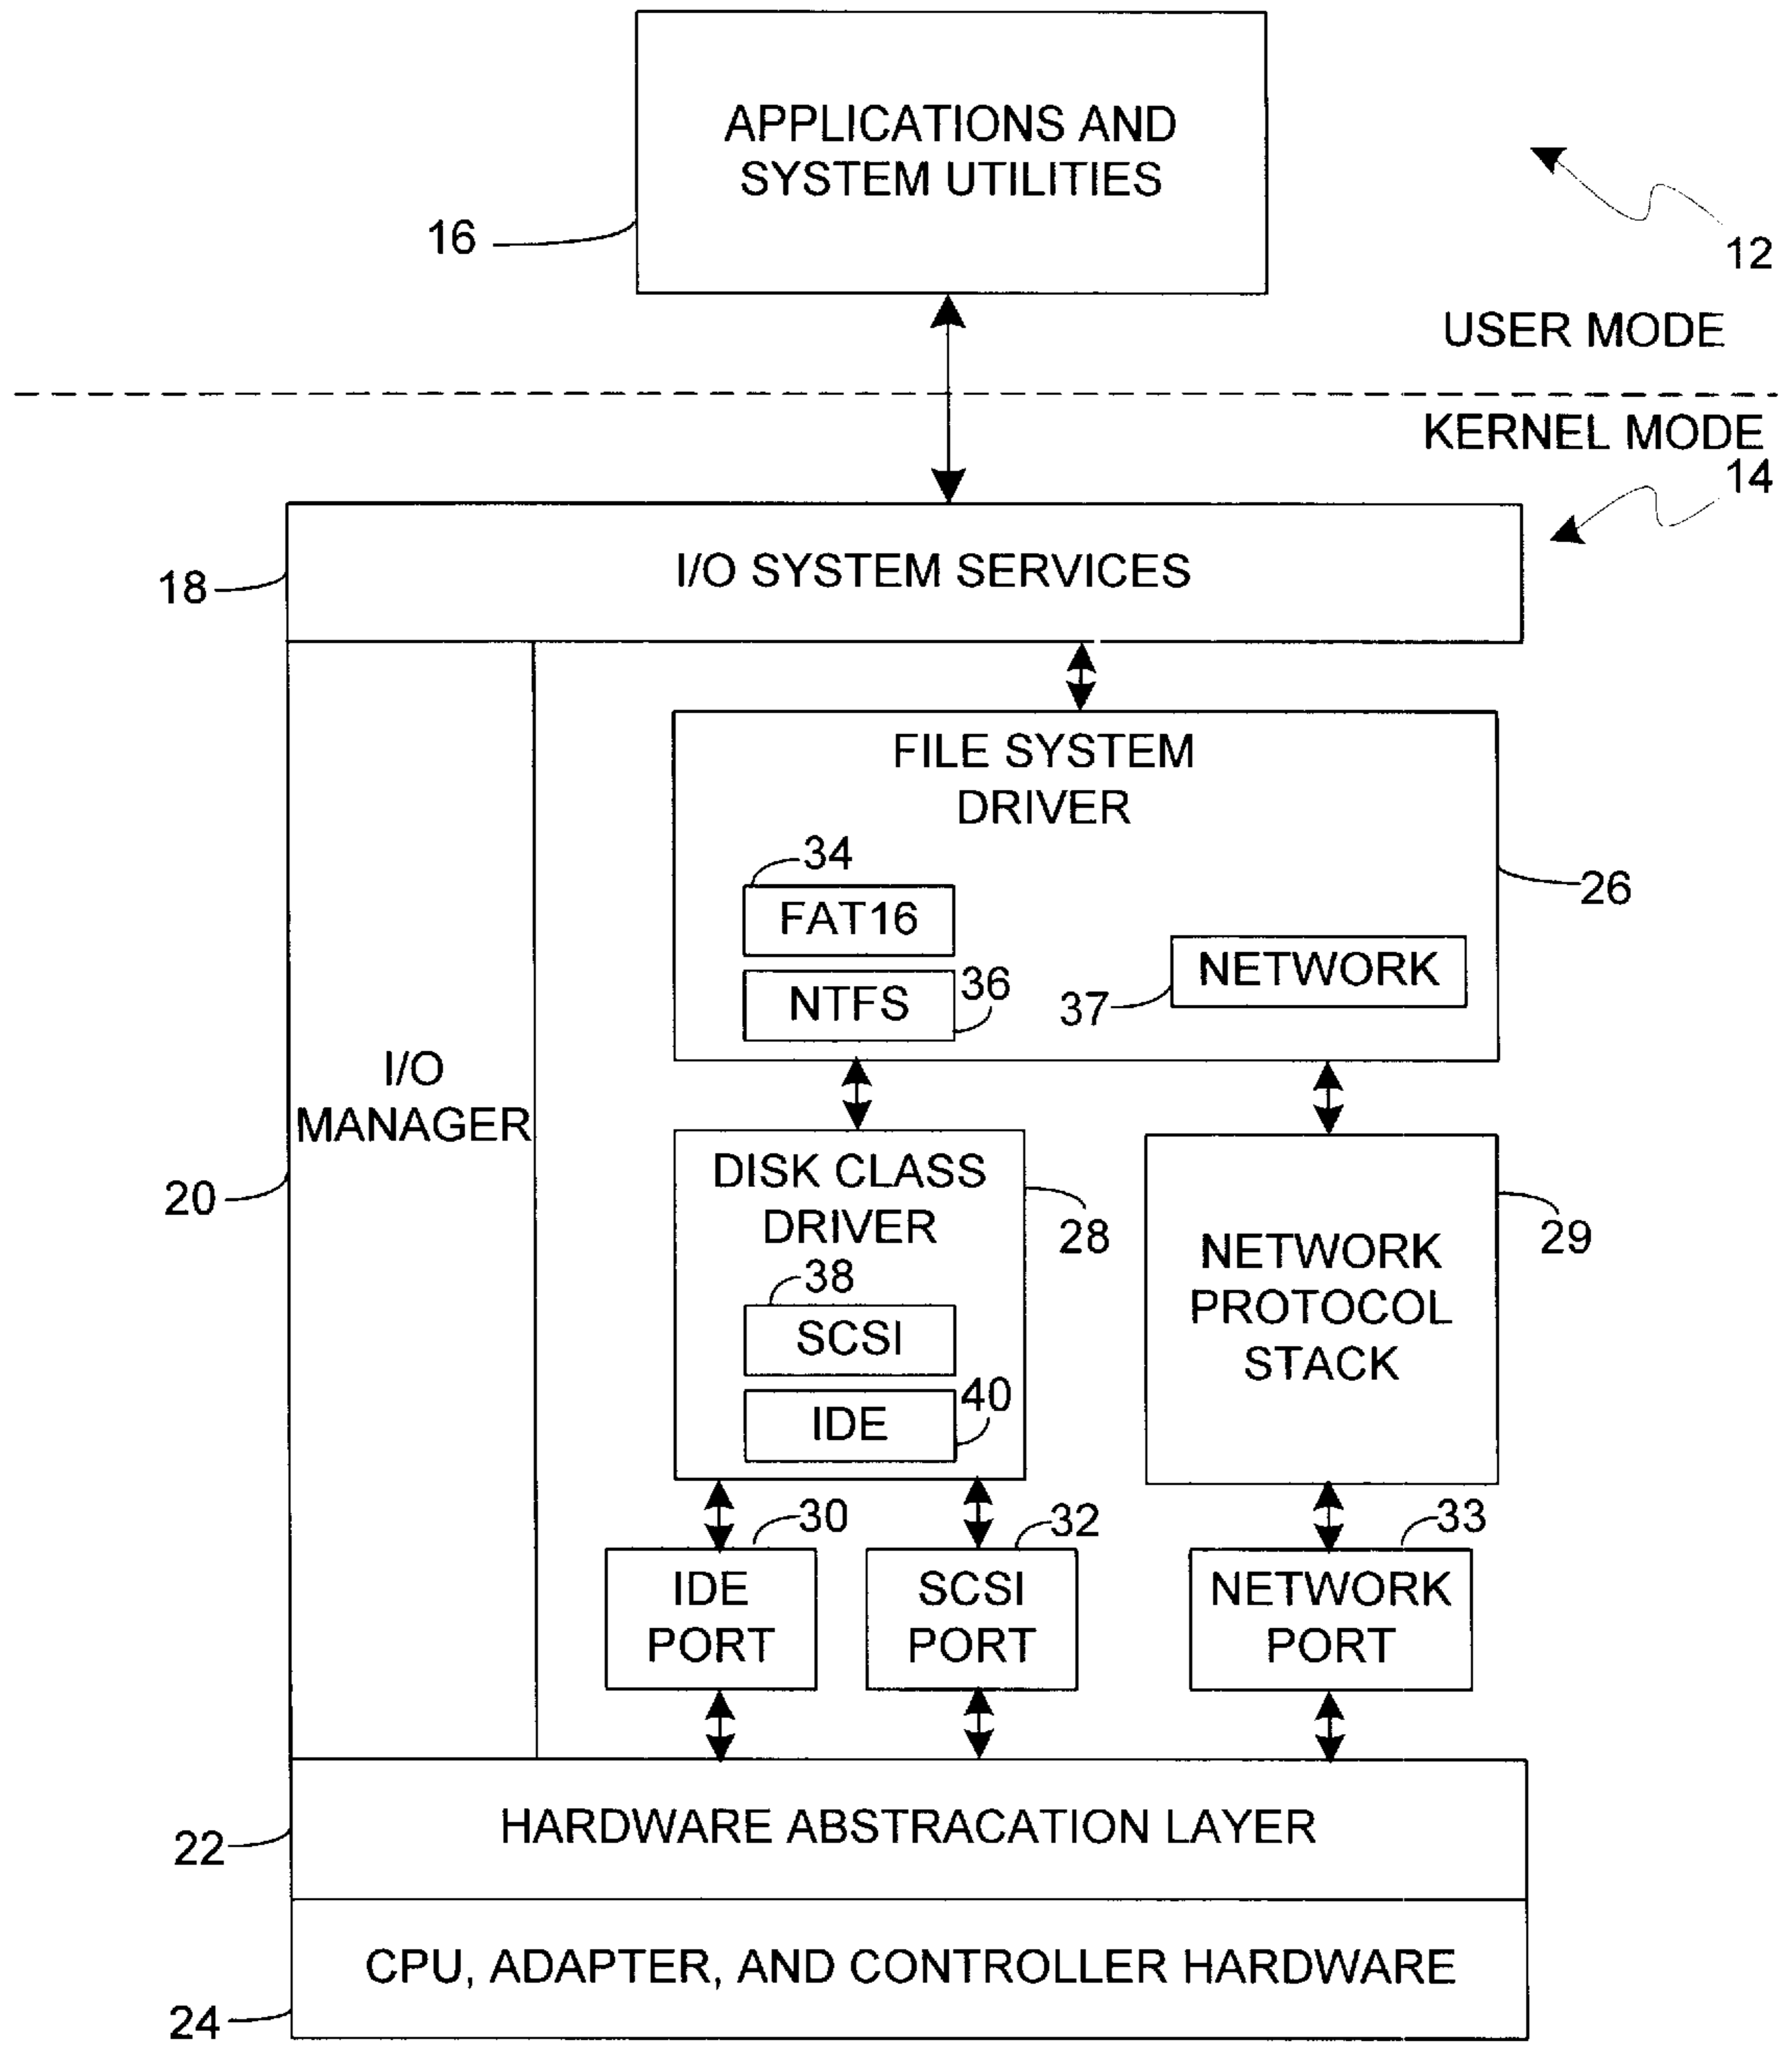 APPLICATIONS AND
SYSTEM UTILITIES
16
12
USER MODE
KERNEL MODE
14
I/O SYSTEM SERVICES
18
FILE SYSTEM
DRIVER
34
FAT16
26
NETWORK
36
NTFS
37
I/O
MANAGER
20
DISK CLASS
DRIVER
28
38
SCSI
40
IDE
29
NETWORK
PROTOCOL
STACK
30
32
33
IDE
PORT
SCSI
PORT
NETWORK
PORT
HARDWARE ABSTRACATION LAYER
22
CPU, ADAPTER, AND CONTROLLER HARDWARE
24